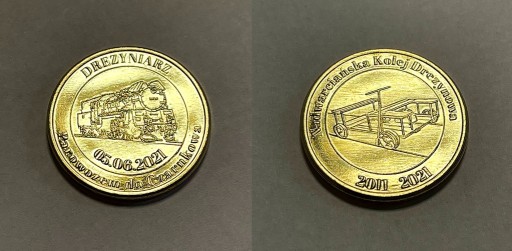 DREZYNIARZ
05.06.2021
Parowozem do Czarnkowa
Nadwarciańska Kolej Drezynowa
2011-2021